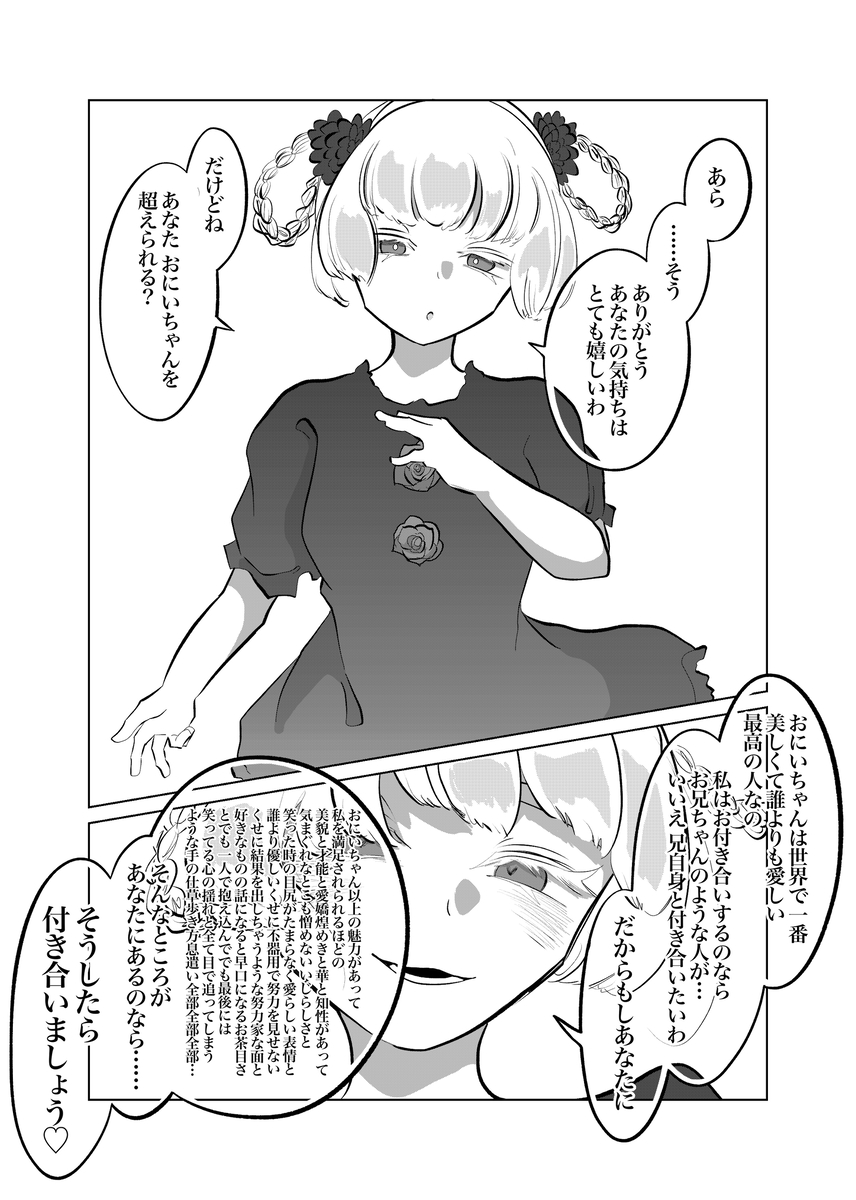 あら
……そう
ありがとう
あなたの気持ちは
とても嬉しいわ
だけどね
あなた おにいちゃんを
超えられる?
おにいちゃんは世界で一番
美しくて誰よりも愛しい
最高の人なの
私はお付き合いするのなら
お兄ちゃんのような人が…
いいえ兄自身と付き合いたいわ
だからもしあなたに
おにいちゃん以上の魅力があって
私を満足されられるほどの
美貌と才能と愛嬌煌めきと華と知性があって
気まぐれなとこも憎めないいじらしさと
笑った時の目尻がたまらなく愛らしい表情と
誰より優しいくせに不器用で努力を見せない
くせに結果を出しちゃうような努力家な面と
好きなものの話になると早口になるお茶目さ
とでも一人で抱え込んででも最後には
笑ってる心の揺れと全て目で追ってしまう
ような手の仕草歩き方息遣い全部全部全部…
そんなところが
あなたにあるのなら……
そうしたら
付き合いましょう♡